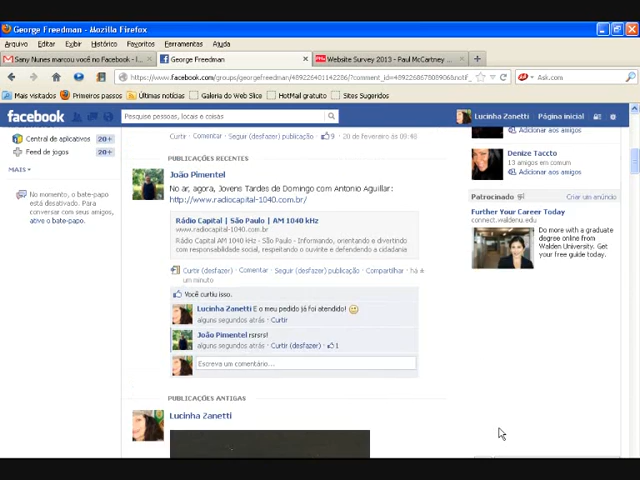 George Freedman - Mozilla Firefox
Arquivo Editar Exibir Histórico Favoritos Ferramentas Ajuda
Sany Nunes marcou você no Facebook - l...
George Freedman
Website Survey 2013 - Paul McCartney ...
https://www.facebook.com/groups/georgefreedman/
Ask.com
Mais visitados Primeiros passos Últimas notícias Galeria do Web Slice HotMail gratuito Sites Sugeridos
facebook
Pesquise pessoas, locais e coisas
Lucinha Zanetti Página inicial
Central de aplicativos 20+
Feed de jogos 20+
MAIS
No momento, o bate-papo
está desativado. Para
conversar com seus amigos,
ative o bate-papo.
Curtir · Comentar · Seguir (desfazer) publicação · 9 · 20 de fevereiro às 09:48
PUBLICAÇÕES RECENTES
João Pimentel
No ar, agora, Jovens Tardes de Domingo com Antonio Aguillar:
http://www.radiocapital-1040.com.br/
Rádio Capital | São Paulo | AM 1040 kHz
www.radiocapital-1040.com.br
Rádio Capital AM 1040 kHz - São Paulo - Informando, orientando e divertindo
com responsabilidade social, respeitando o ouvinte e defendendo a cidadania
Curtir (desfazer) · Comentar · Seguir (desfazer) publicação · Compartilhar · há
um minuto
Você curtiu isso.
Lucinha Zanetti E o meu pedido já foi atendido!
alguns segundos atrás · Curtir
João Pimentel rsrsrs!
alguns segundos atrás · Curtir (desfazer) · 1
Escreva um comentário...
PUBLICAÇÕES ANTIGAS
Lucinha Zanetti
Adicionar aos amigos
Denize Taccto
13 amigos em comum
Adicionar aos amigos
Patrocinado Criar um anúncio
Further Your Career Today
connect.waldenu.edu
Do more with a graduate
degree online from
Walden University. Get
your free guide today.